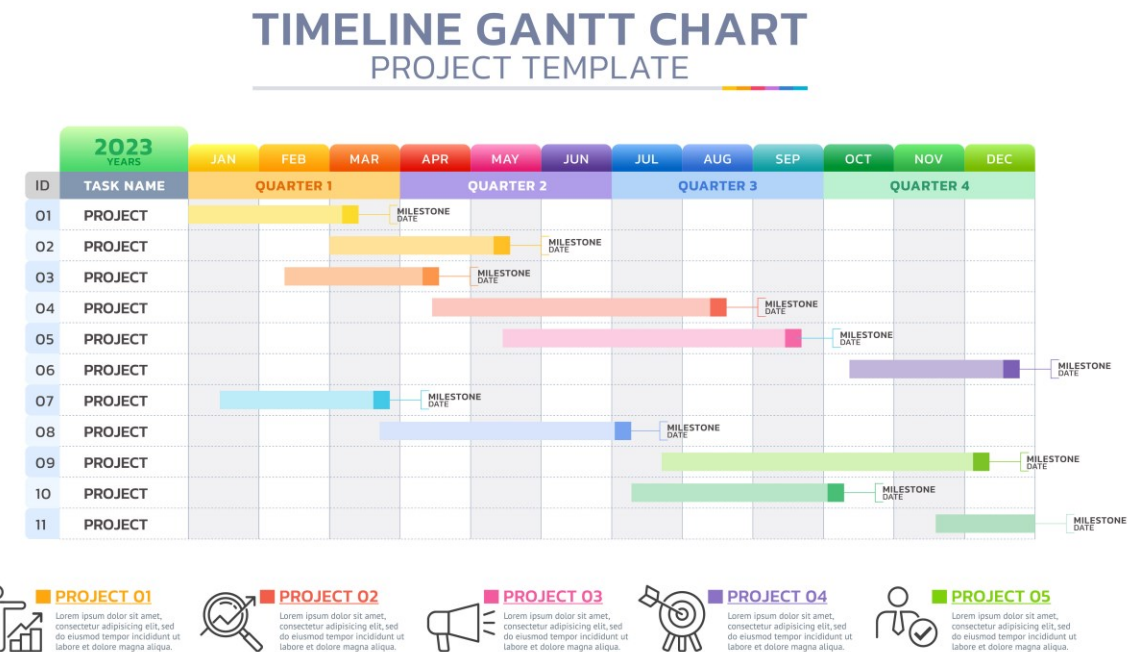 TIMELINE GANTT CHART
PROJECT TEMPLATE
2023
YEARS
JAN FEB MAR APR MAY JUN JUL AUG SEP OCT NOV DEC
ID TASK NAME QUARTER 1 QUARTER 2 QUARTER 3 QUARTER 4
01 PROJECT MILESTONE
DATE
02 PROJECT MILESTONE
DATE
03 PROJECT MILESTONE
DATE
04 PROJECT MILESTONE
DATE
05 PROJECT MILESTONE
DATE
06 PROJECT MILESTONE
DATE
07 PROJECT MILESTONE
DATE
08 PROJECT MILESTONE
DATE
09 PROJECT MILESTONE
DATE
10 PROJECT MILESTONE
DATE
11 PROJECT MILESTONE
DATE
PROJECT 01
Lorem ipsum dolor sit amet,
consectetur adipisicing elit, sed
do eiusmod tempor incididunt ut
labore et dolore magna aliqua.
PROJECT 02
Lorem ipsum dolor sit amet,
consectetur adipisicing elit, sed
do eiusmod tempor incididunt ut
labore et dolore magna aliqua.
PROJECT 03
Lorem ipsum dolor sit amet,
consectetur adipisicing elit, sed
do eiusmod tempor incididunt ut
labore et dolore magna aliqua.
PROJECT 04
Lorem ipsum dolor sit amet,
consectetur adipisicing elit, sed
do eiusmod tempor incididunt ut
labore et dolore magna aliqua.
PROJECT 05
Lorem ipsum dolor sit amet,
consectetur adipisicing elit, sed
do eiusmod tempor incididunt ut
labore et dolore magna aliqua.